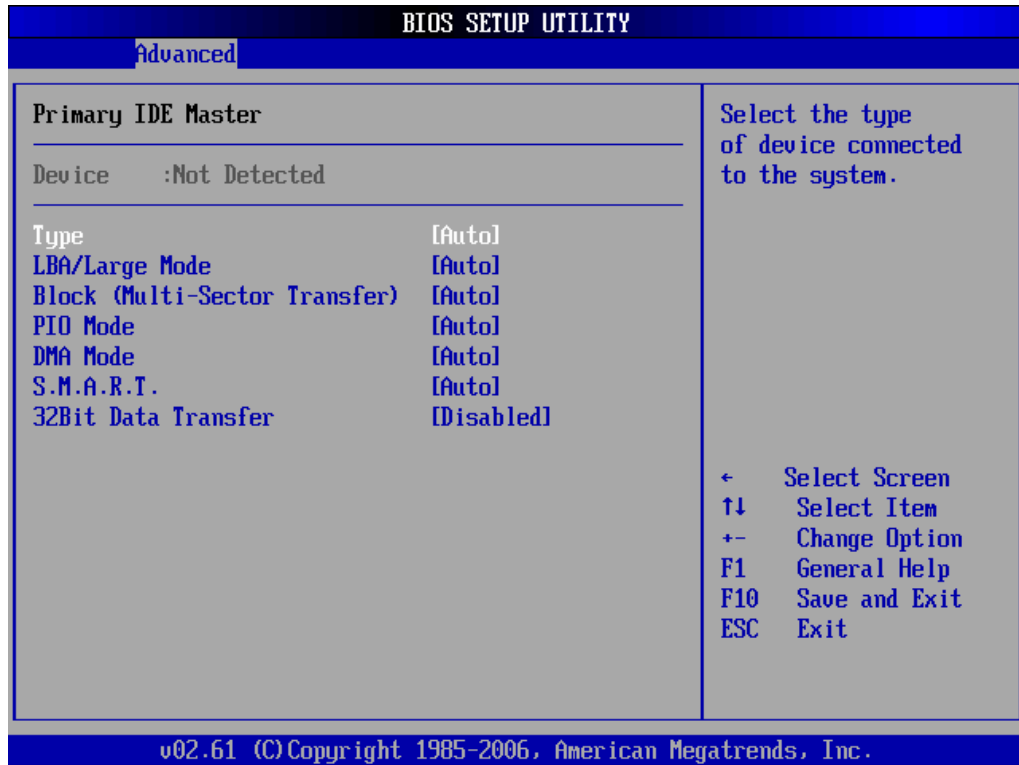 BIOS SETUP UTILITY
Advanced
Primary IDE Master
Device :Not Detected
Type [Auto]
LBA/Large Mode [Auto]
Block (Multi-Sector Transfer) [Auto]
PIO Mode [Auto]
DMA Mode [Auto]
S.M.A.R.T. [Auto]
32Bit Data Transfer [Disabled]
Select the type
of device connected
to the system.
← Select Screen
↑↓ Select Item
+- Change Option
F1 General Help
F10 Save and Exit
ESC Exit
v02.61 (C)Copyright 1985-2006, American Megatrends, Inc.